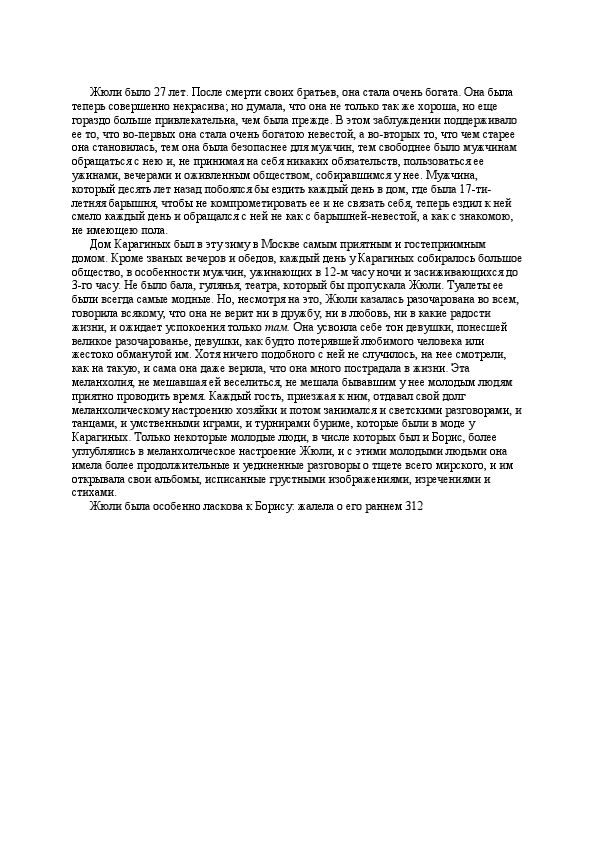 Жюли было 27 лет. После смерти своих братьев, она стала очень богата. Она была
теперь совершенно некрасива; но думала, что она не только так же хороша, но еще
гораздо больше привлекательна, чем была прежде. В этом заблуждении поддерживало
ее то, что во-первых она стала очень богатою невестой, а во-вторых то, что чем старее
она становилась, тем она была безопаснее для мужчин, тем свободнее было мужчинам
обращаться с нею и, не принимая на себя никаких обязательств, пользоваться ее
ужинами, вечерами и оживленным обществом, собиравшимся у нее. Мужчина,
который десять лет назад побоялся бы ездить каждый день в дом, где была 17-ти-
летняя барышня, чтобы не компрометировать ее и не связать себя, теперь ездил к ней
смело каждый день и обращался с ней не как с барышней-невестой, а как с знакомою,
не имеющею пола.
Дом Карагиных был в эту зиму в Москве самым приятным и гостеприимным
домом. Кроме званых вечеров и обедов, каждый день у Карагиных собиралось большое
общество, в особенности мужчин, ужинающих в 12-м часу ночи и засиживающихся до
3-го часу. Не было бала, гулянья, театра, который бы пропускала Жюли. Туалеты ее
были всегда самые модные. Но, несмотря на это, Жюли казалась разочарована во всем,
говорила всякому, что она не верит ни в дружбу, ни в любовь, ни в какие радости
жизни, и ожидает успокоения только там. Она усвоила себе тон девушки, понесшей
великое разочарованье, девушки, как будто потерявшей любимого человека или
жестоко обманутой им. Хотя ничего подобного с ней не случилось, на нее смотрели,
как на такую, и сама она даже верила, что она много пострадала в жизни. Эта
меланхолия, не мешавшая ей веселиться, не мешала бывавшим у нее молодым людям
приятно проводить время. Каждый гость, приезжая к ним, отдавал свой долг
меланхолическому настроению хозяйки и потом занимался и светскими разговорами, и
танцами, и умственными играми, и турнирами буриме, которые были в моде у
Карагиных. Только некоторые молодые люди, в числе которых был и Борис, более
углублялись в меланхолическое настроение Жюли, и с этими молодыми людьми она
имела более продолжительные и уединенные разговоры о тщете всего мирского, и им
открывала свои альбомы, исписанные грустными изображениями, изречениями и
стихами.
Жюли была особенно ласкова к Борису: жалела о его раннем 312